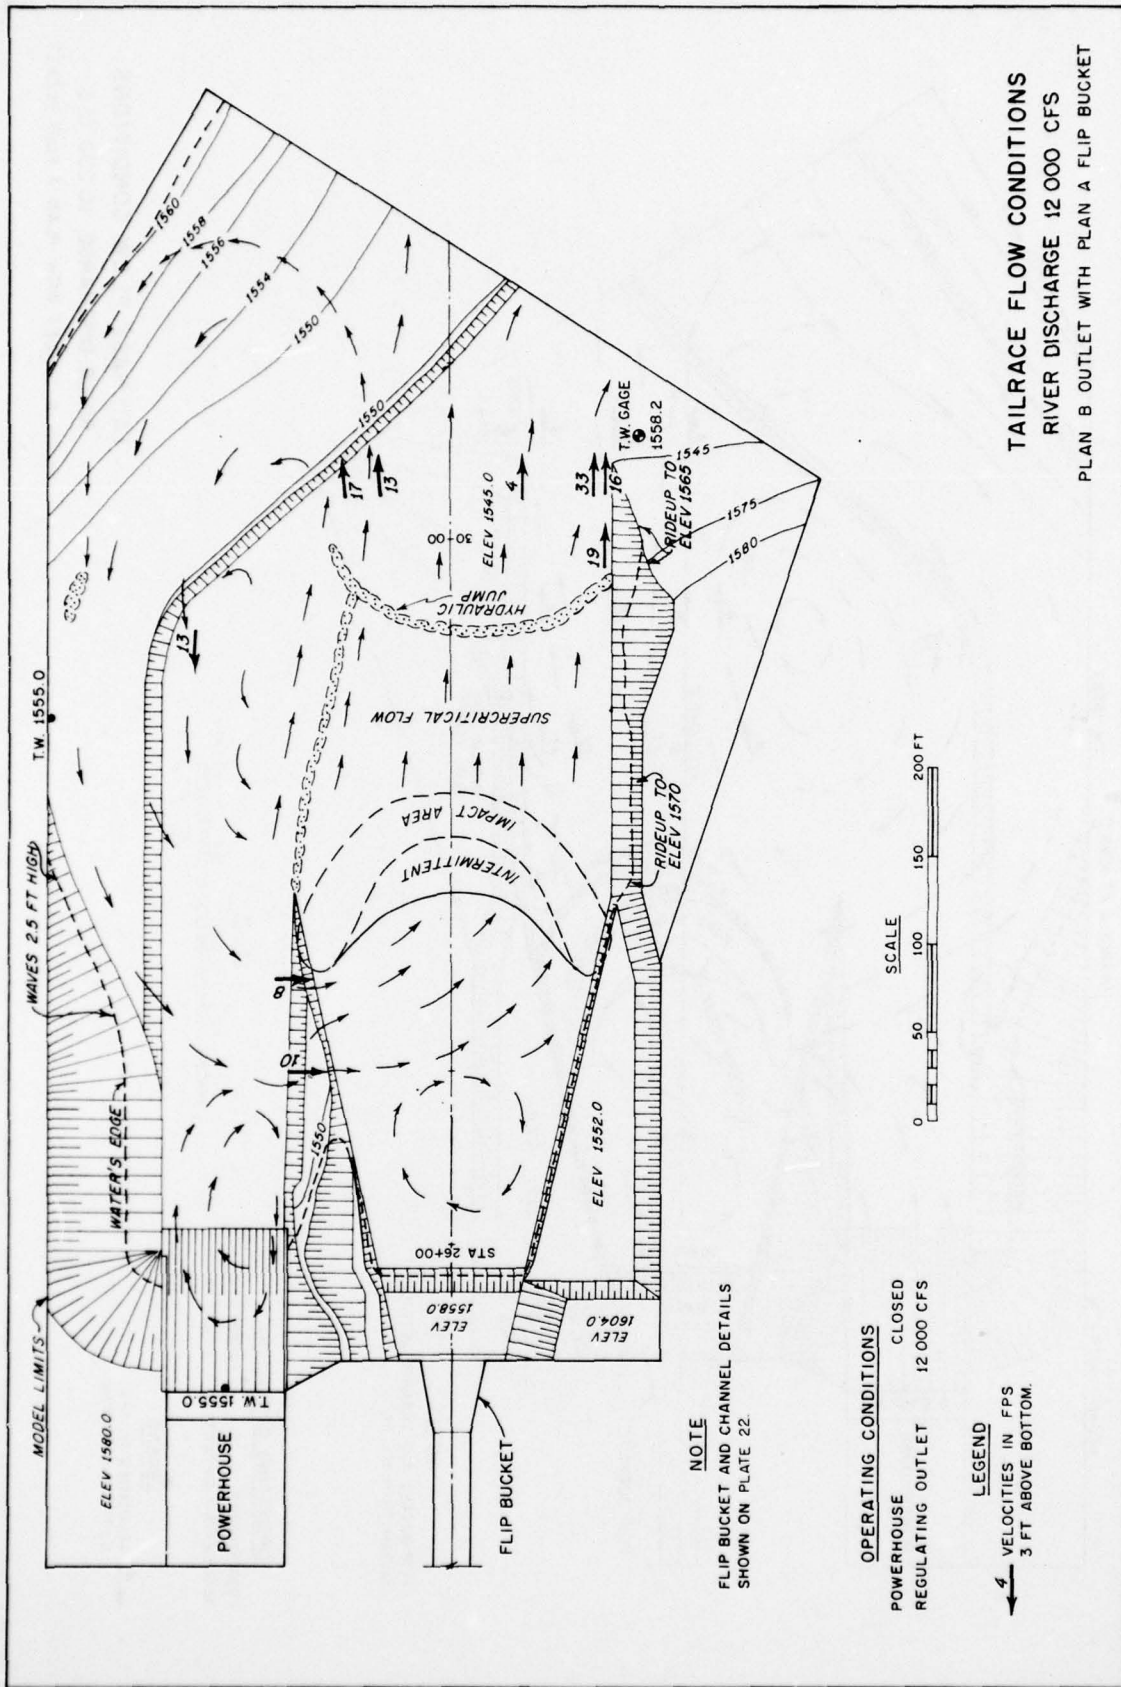 MODEL LIMITS
ELEV 1580.0
POWERHOUSE
T.W. 1555.0
WATER'S EDGE
WAVES 2.5 FT HIGH
T.W. 1555.0
1560
1558
1556
1554
1550
1550
1550
10
8
13
17
13
4
33
16
19
T.W. GAGE
1558.2
ELEV 1545.0
30+00
HYDRAULIC
JUMP
SUPERCRITICAL FLOW
IMPACT AREA
INTERMITTENT
STA 26+00
ELEV
1558.0
ELEV
1604.0
ELEV 1552.0
RIDEUP TO
ELEV 1570
RIDEUP TO
ELEV 1565
1545
1575
1580
FLIP BUCKET
SCALE
0 50 100 150 200 FT
NOTE
FLIP BUCKET AND CHANNEL DETAILS
SHOWN ON PLATE 22.
OPERATING CONDITIONS
POWERHOUSE CLOSED
REGULATING OUTLET 12 000 CFS
LEGEND
4 VELOCITIES IN FPS
3 FT ABOVE BOTTOM.
TAILRACE FLOW CONDITIONS
RIVER DISCHARGE 12 000 CFS
PLAN B OUTLET WITH PLAN A FLIP BUCKET